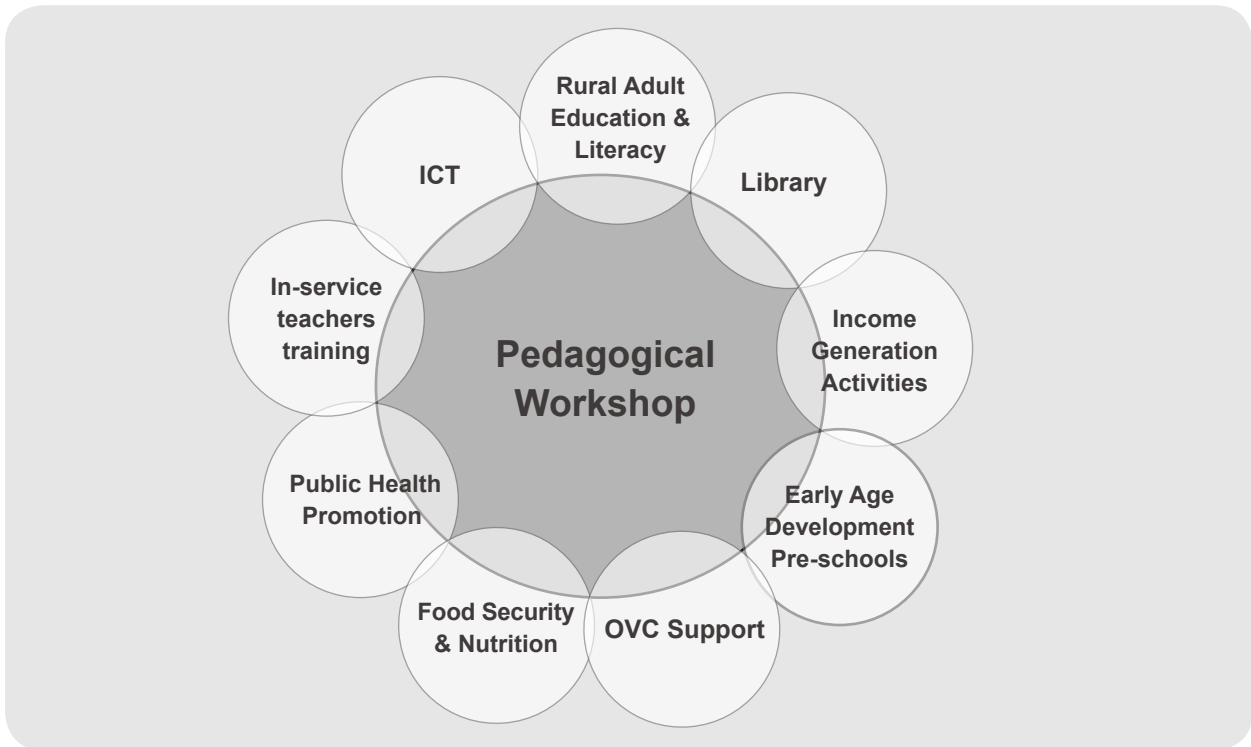 Rural Adult
Education &
Literacy
Library
Income
Generation
Activities
Early Age
Development
Pre-schools
OVC Support
Food Security
& Nutrition
Public Health
Promotion
In-service
teachers
training
ICT
Pedagogical
Workshop